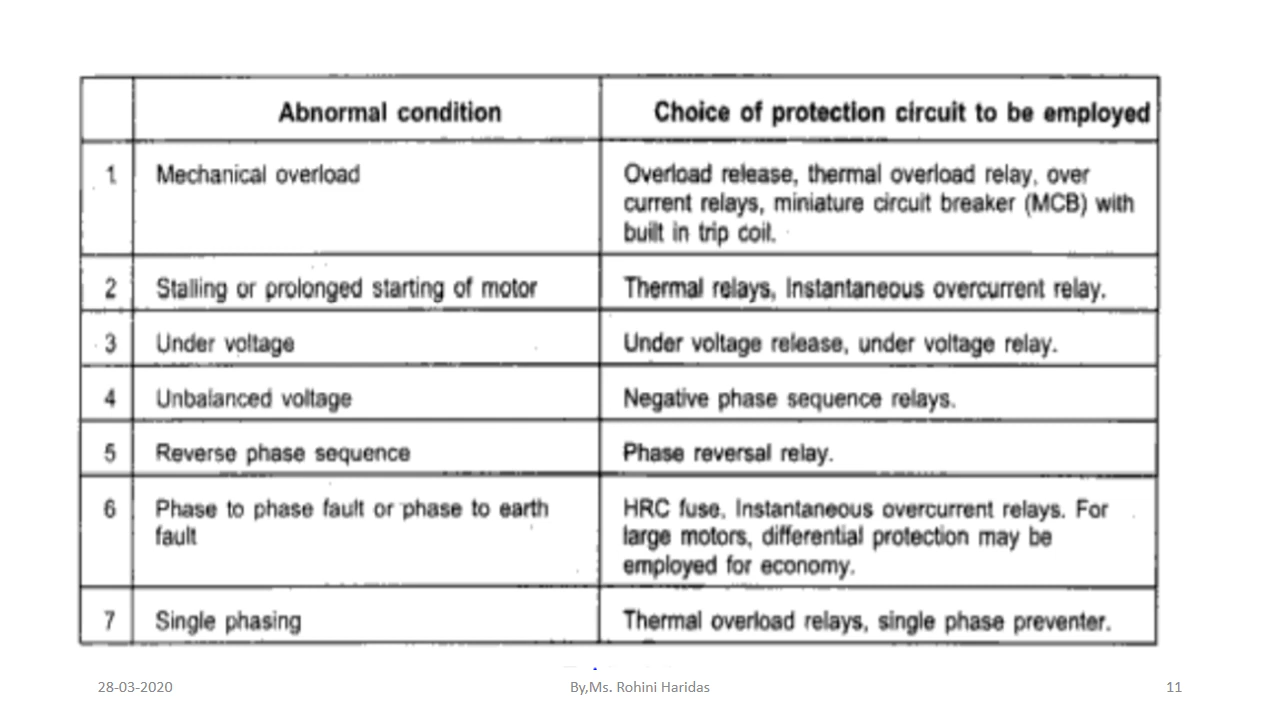 Abnormal condition
Choice of protection circuit to be employed
1
Mechanical overload
Overload release, thermal overload relay, over
current relays, miniature circuit breaker (MCB) with
built in trip coil.
2
Stalling or prolonged starting of motor
Thermal relays, Instantaneous overcurrent relay.
3
Under voltage
Under voltage release, under voltage relay.
4
Unbalanced voltage
Negative phase sequence relays.
5
Reverse phase sequence
Phase reversal relay.
6
Phase to phase fault or phase to earth
fault
HRC fuse, Instantaneous overcurrent relays. For
large motors, differential protection may be
employed for economy.
7
Single phasing
Thermal overload relays, single phase preventer.
28-03-2020
By,Ms. Rohini Haridas
11